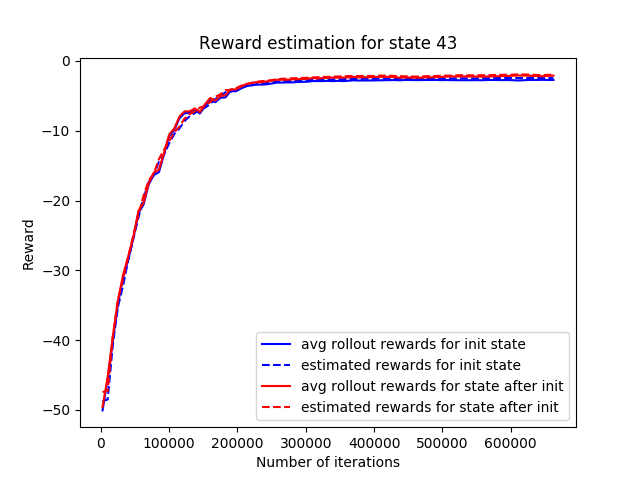 Reward estimation for state 43
0
−10
−20
−30
−40
−50
Reward
avg rollout rewards for init state
estimated rewards for init state
avg rollout rewards for state after init
estimated rewards for state after init
0 100000 200000 300000 400000 500000 600000
Number of iterations